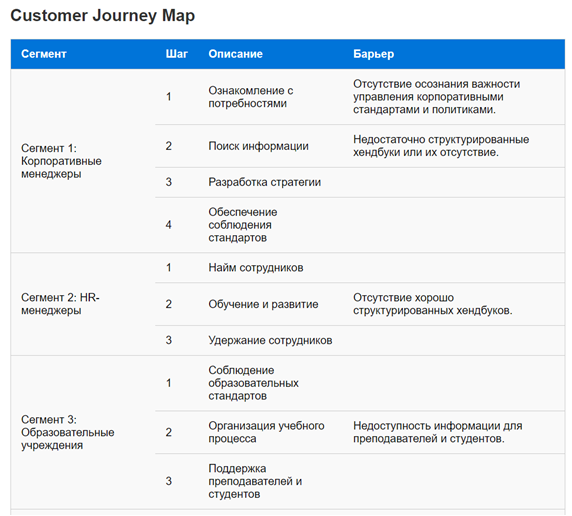 Customer Journey Map
Сегмент Шаг Описание Барьер
Сегмент 1:
Корпоративные
менеджеры
1 Ознакомление с
потребностями
Отсутствие осознания важности
управления корпоративными
стандартами и политиками.
2 Поиск информации
Недостаточно структурированные
хендбуки или их отсутствие.
3 Разработка стратегии
4 Обеспечение
соблюдения
стандартов
Сегмент 2: HR-
менеджеры
1 Найм сотрудников
2 Обучение и развитие
Отсутствие хорошо
структурированных хендбуков.
3 Удержание сотрудников
Сегмент 3:
Образовательные
учреждения
1 Соблюдение
образовательных
стандартов
2 Организация учебного
процесса
Недоступность информации для
преподавателей и студентов.
3 Поддержка
преподавателей и
студентов